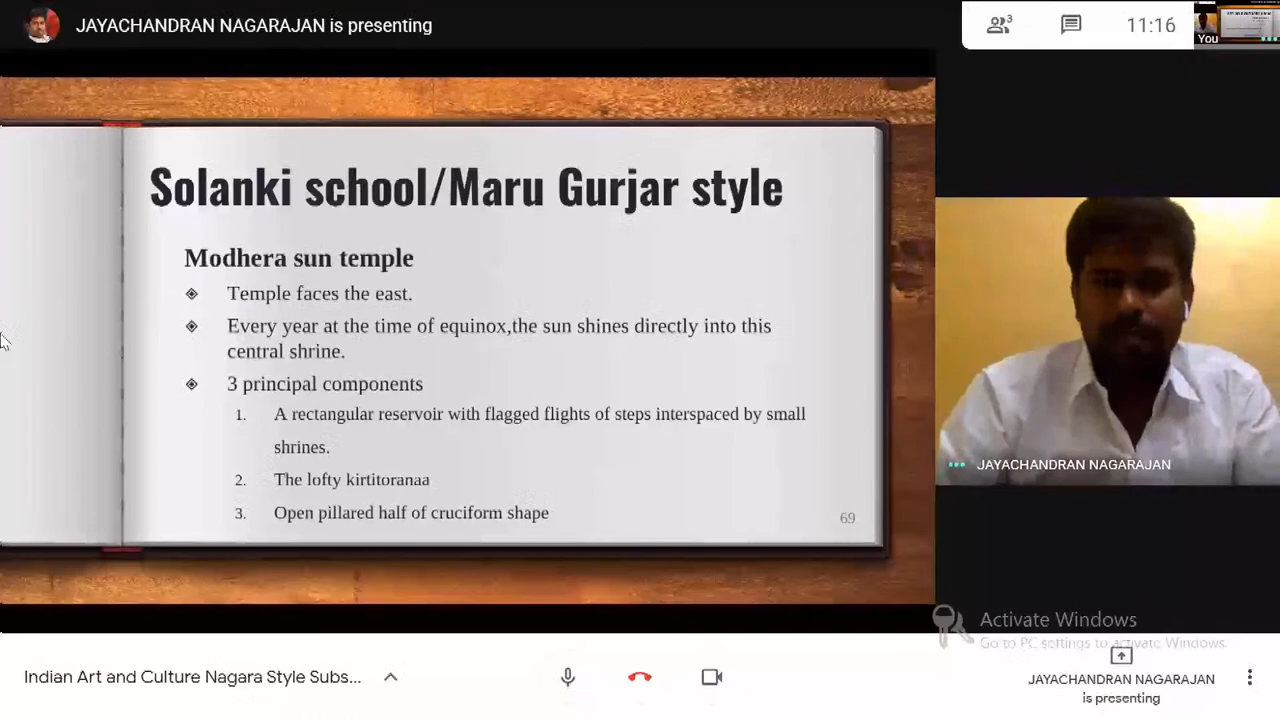 JAYACHANDRAN NAGARAJAN is presenting
3
11:16
You
Solanki school/Maru Gurjar style
Modhera sun temple
Temple faces the east.
Every year at the time of equinox,the sun shines directly into this
central shrine.
3 principal components
1. A rectangular reservoir with flagged flights of steps interspaced by small
shrines.
2. The lofty kirtitoranaa
3. Open pillared half of cruciform shape
69
JAYACHANDRAN NAGARAJAN
Activate Windows
Go to PC settings to activate Windows.
Indian Art and Culture Nagara Style Subs...
JAYACHANDRAN NAGARAJAN
is presenting